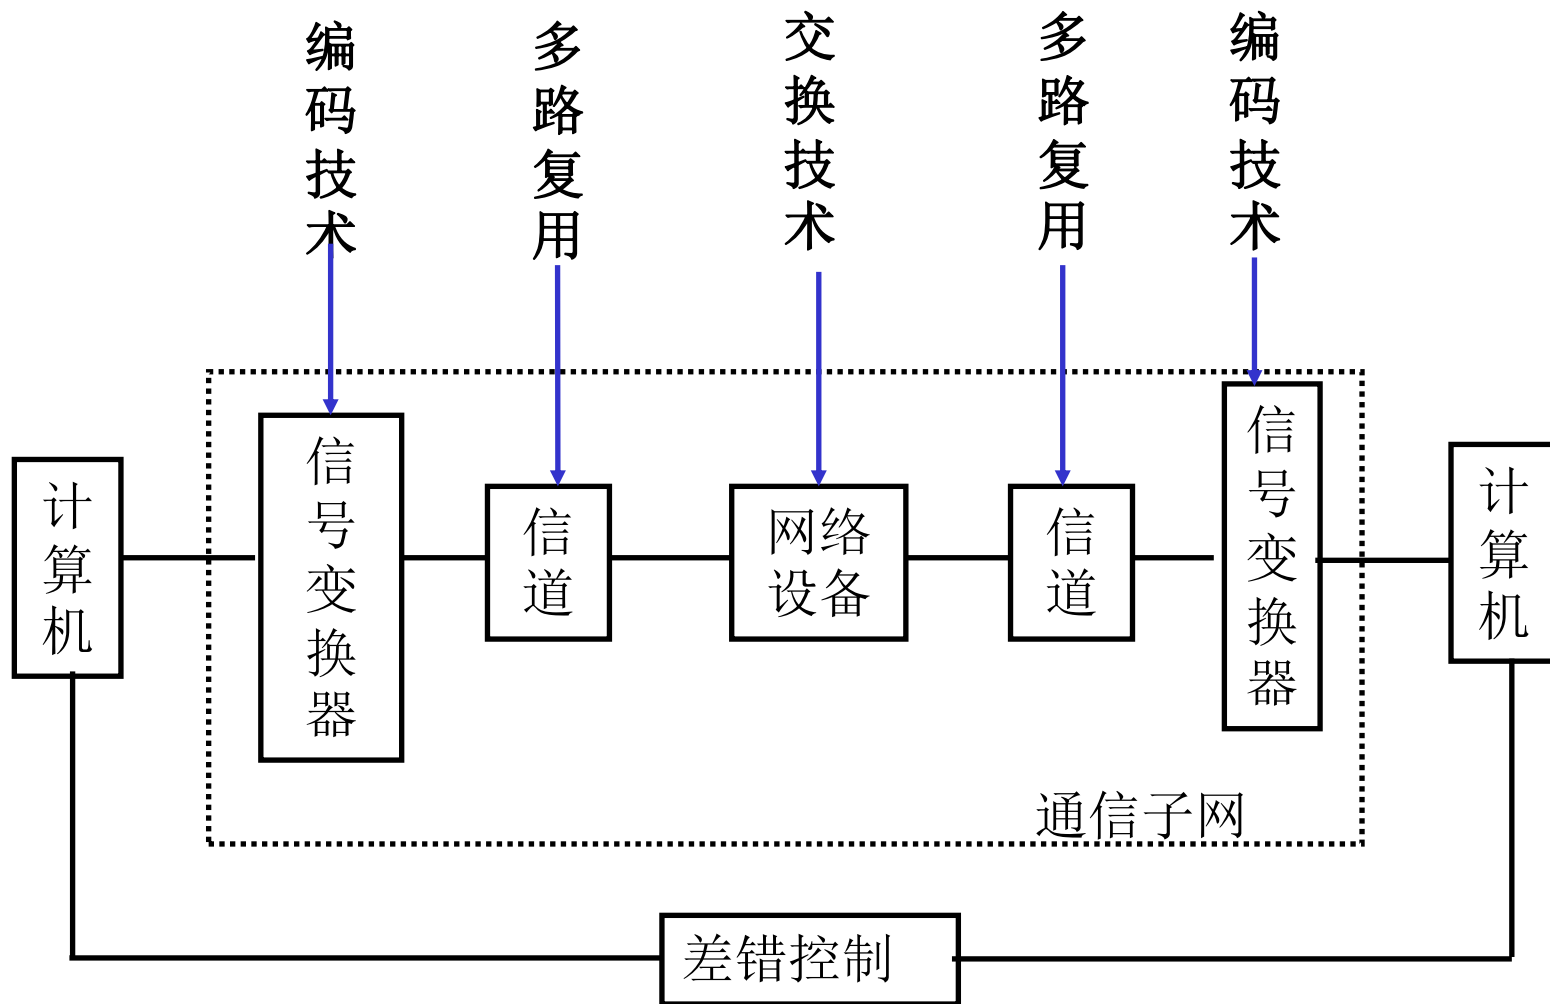 编码技术
多路复用
交换技术
多路复用
编码技术
计算机
信号变换器
信道
网络
设备
信道
信号变换器
计算机
通信子网
差错控制